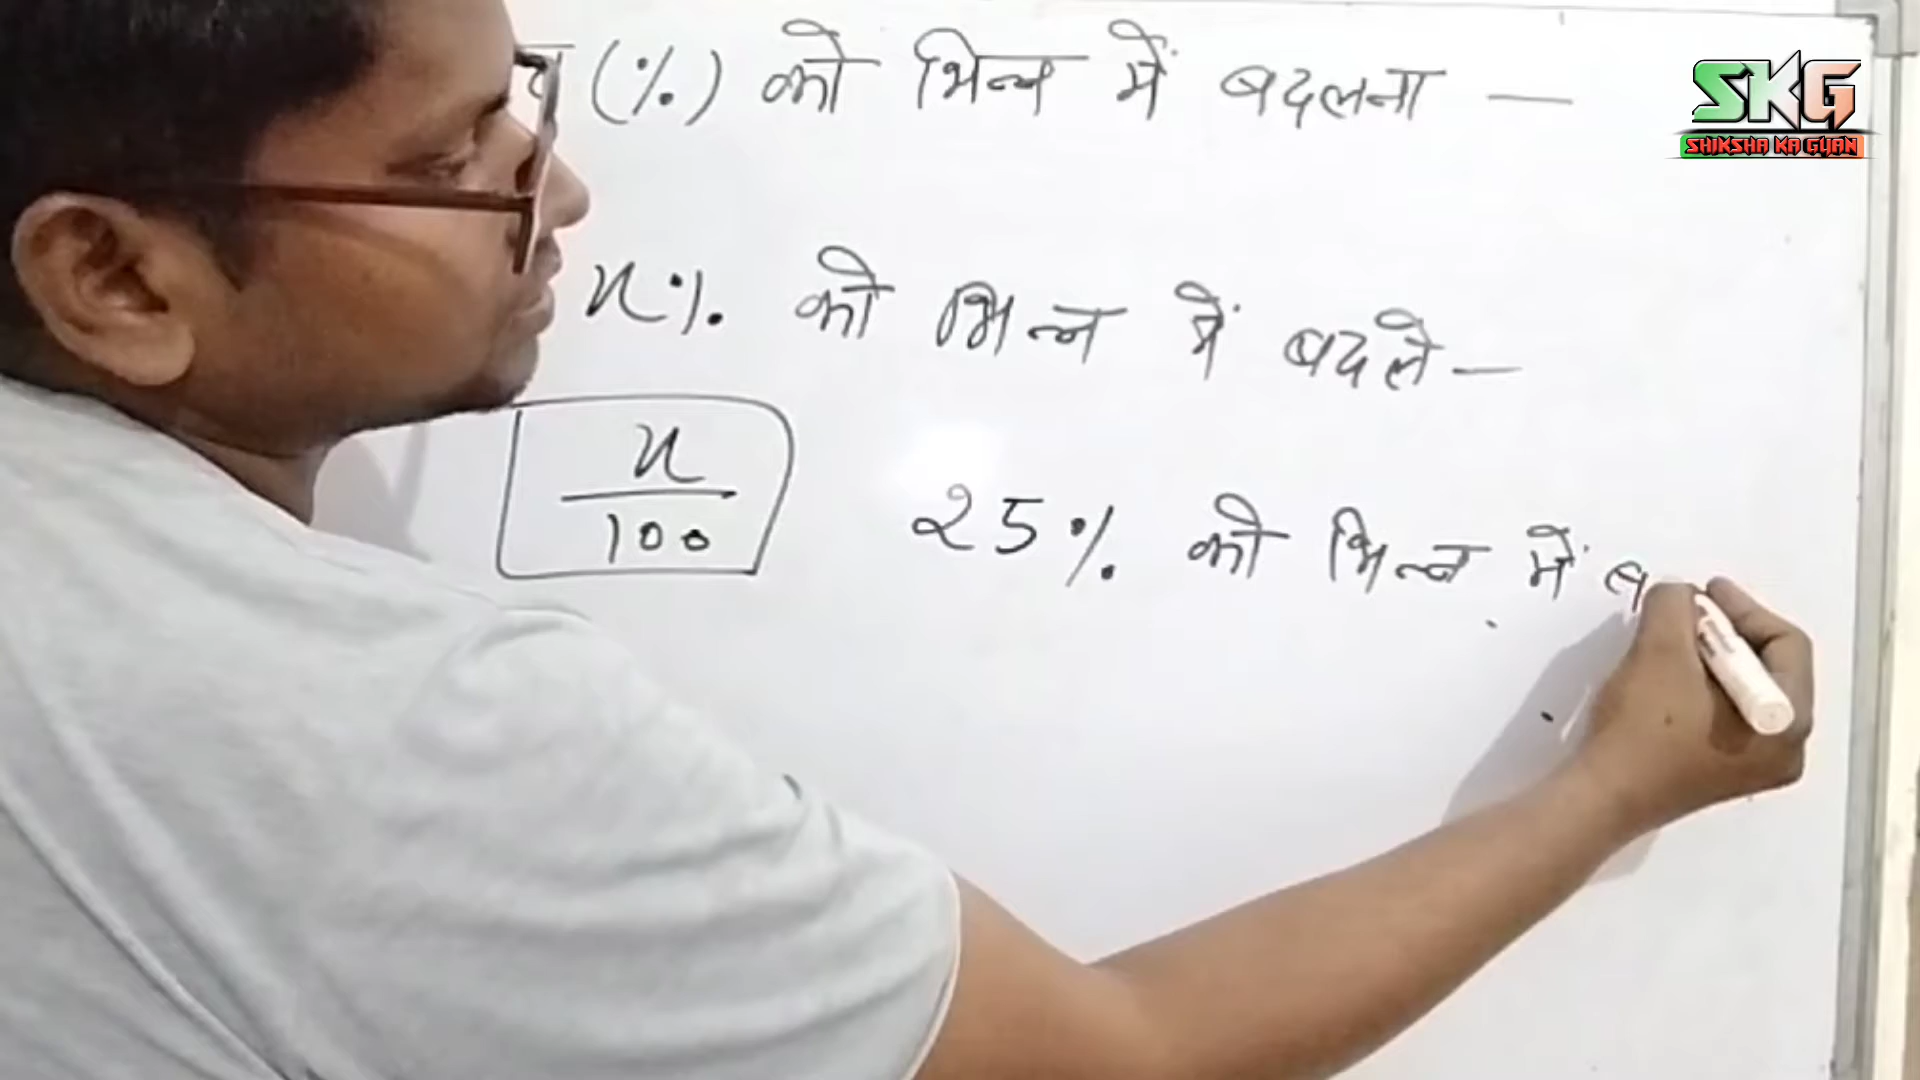 (%) को भिन्न में बदलना —
SKG
SHIKSHA KA GYAN
x% को भिन्न में बदले —
x
100
25% को भिन्न में ब